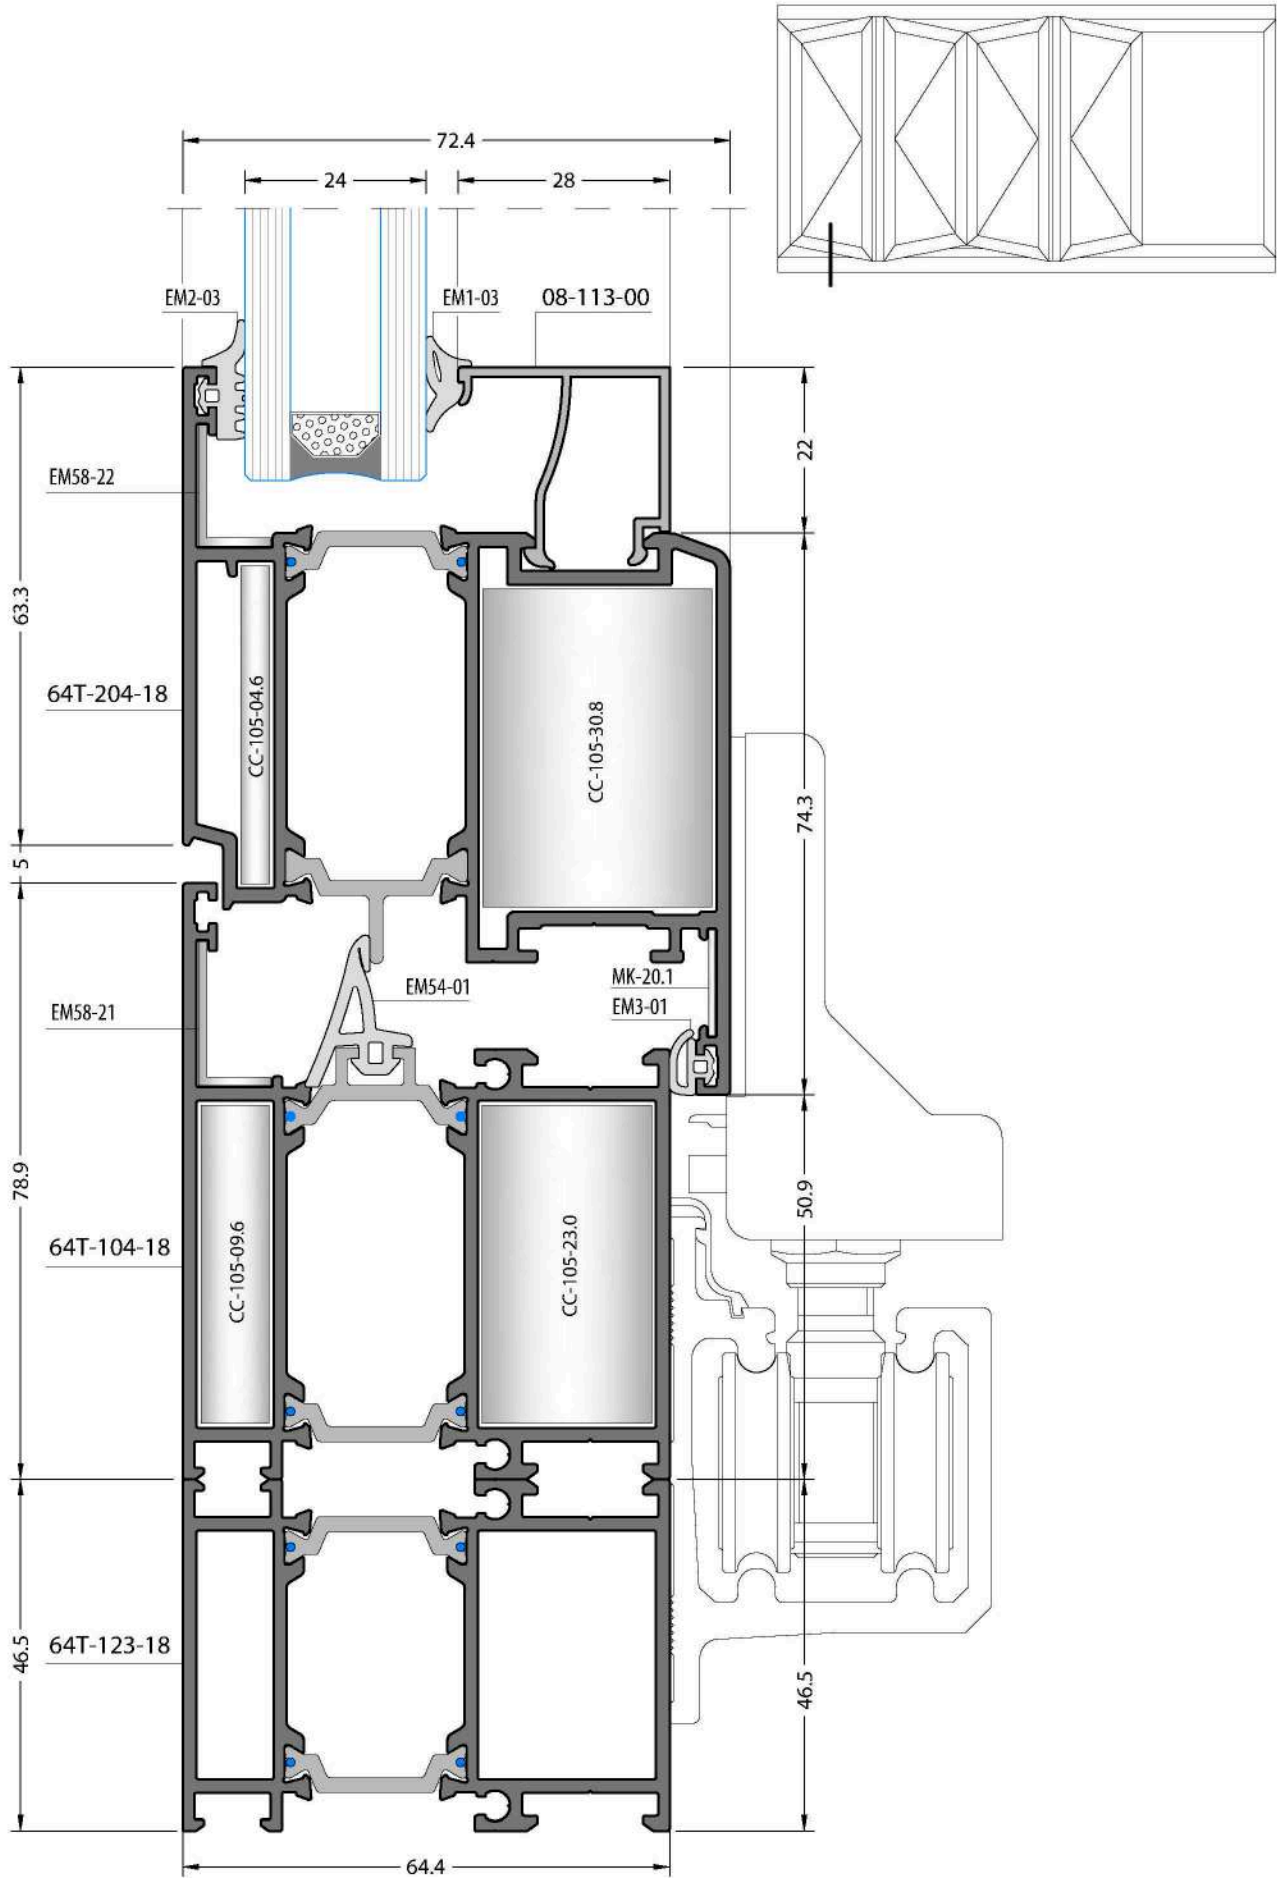 72.4
24
28
EM2-03
EM1-03
08-113-00
22
EM58-22
63.3
64T-204-18
CC-105-04.6
CC-105-30.8
74.3
5
EM54-01
MK-20.1
EM58-21
EM3-01
78.9
50.9
64T-104-18
CC-105-09.6
CC-105-23.0
46.5
64T-123-18
46.5
64.4